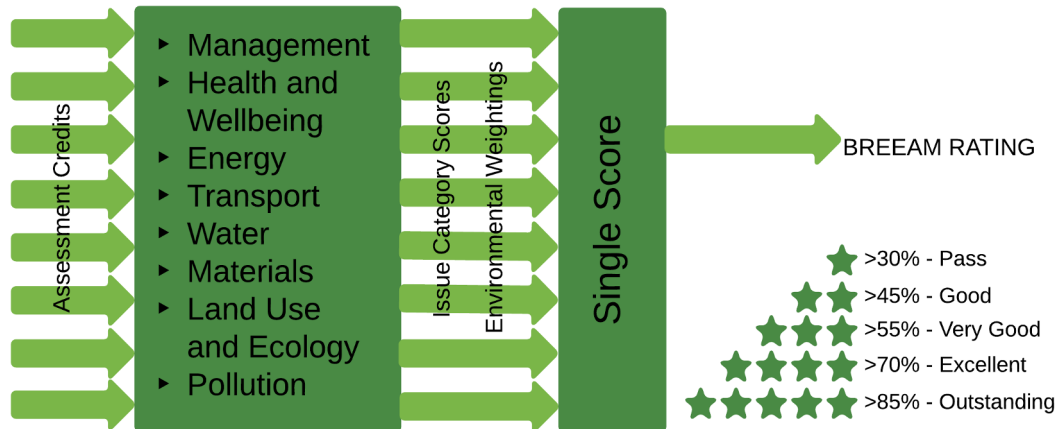 Assessment Credits
Management
Health and
Wellbeing
Energy
Transport
Water
Materials
Land Use
and Ecology
Pollution
Issue Category Scores
Environmental Weightings
Single Score
BREEAM RATING
>30% - Pass
>45% - Good
>55% - Very Good
>70% - Excellent
>85% - Outstanding